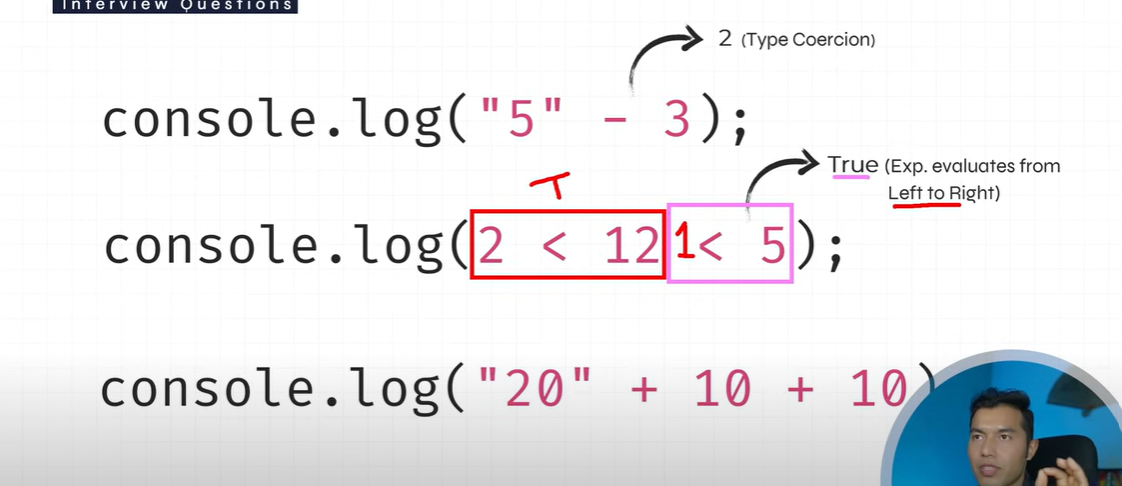 Interview Questions
2 (Type Coercion)
console.log("5" - 3);
True (Exp. evaluates from
Left to Right)
T
console.log(2 < 12 1< 5);
console.log("20" + 10 + 10)